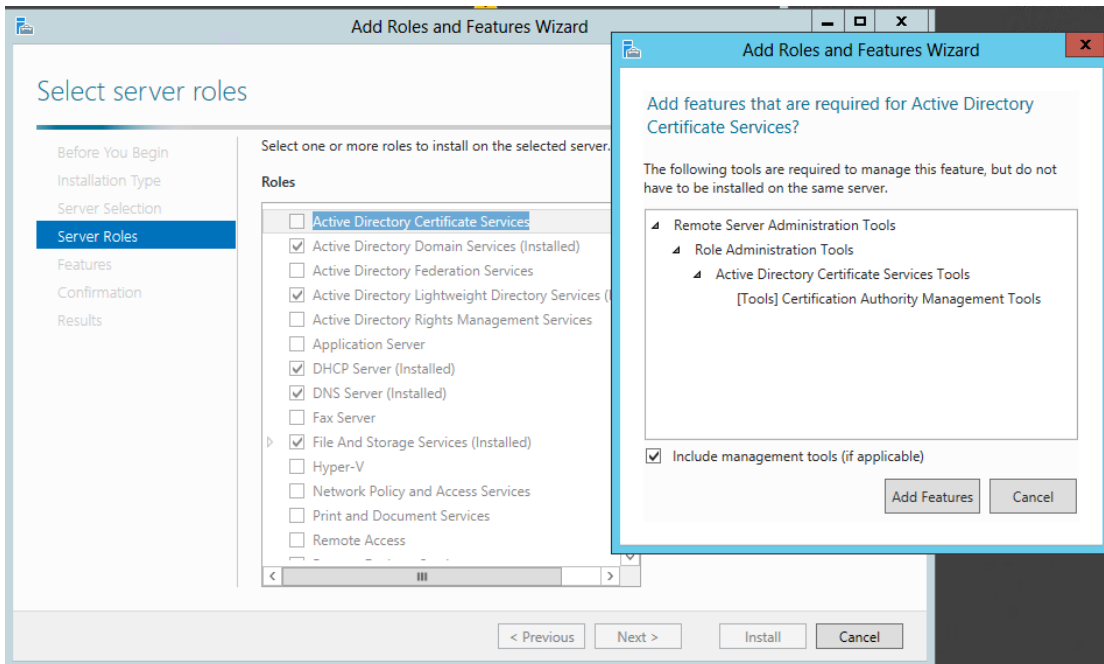 Add Roles and Features Wizard
Select server roles
Before You Begin
Installation Type
Server Selection
Server Roles
Features
Confirmation
Results
Select one or more roles to install on the selected server.
Roles
Active Directory Certificate Services
Active Directory Domain Services (Installed)
Active Directory Federation Services
Active Directory Lightweight Directory Services (
Active Directory Rights Management Services
Application Server
DHCP Server (Installed)
DNS Server (Installed)
Fax Server
File And Storage Services (Installed)
Hyper-V
Network Policy and Access Services
Print and Document Services
Remote Access
< Previous
Next >
Install
Cancel
Add Roles and Features Wizard
Add features that are required for Active Directory
Certificate Services?
The following tools are required to manage this feature, but do not
have to be installed on the same server.
Remote Server Administration Tools
Role Administration Tools
Active Directory Certificate Services Tools
[Tools] Certification Authority Management Tools
Include management tools (if applicable)
Add Features
Cancel